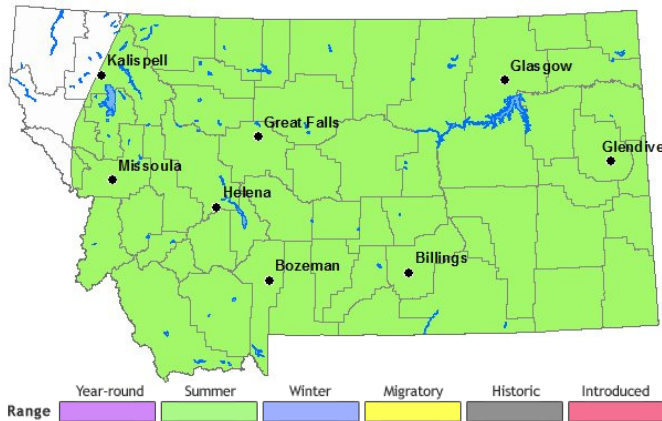 Kalispell
Glasgow
Great Falls
Glendive
Missoula
Helena
Bozeman
Billings
Year-round Summer Winter Migratory Historic Introduced
Range